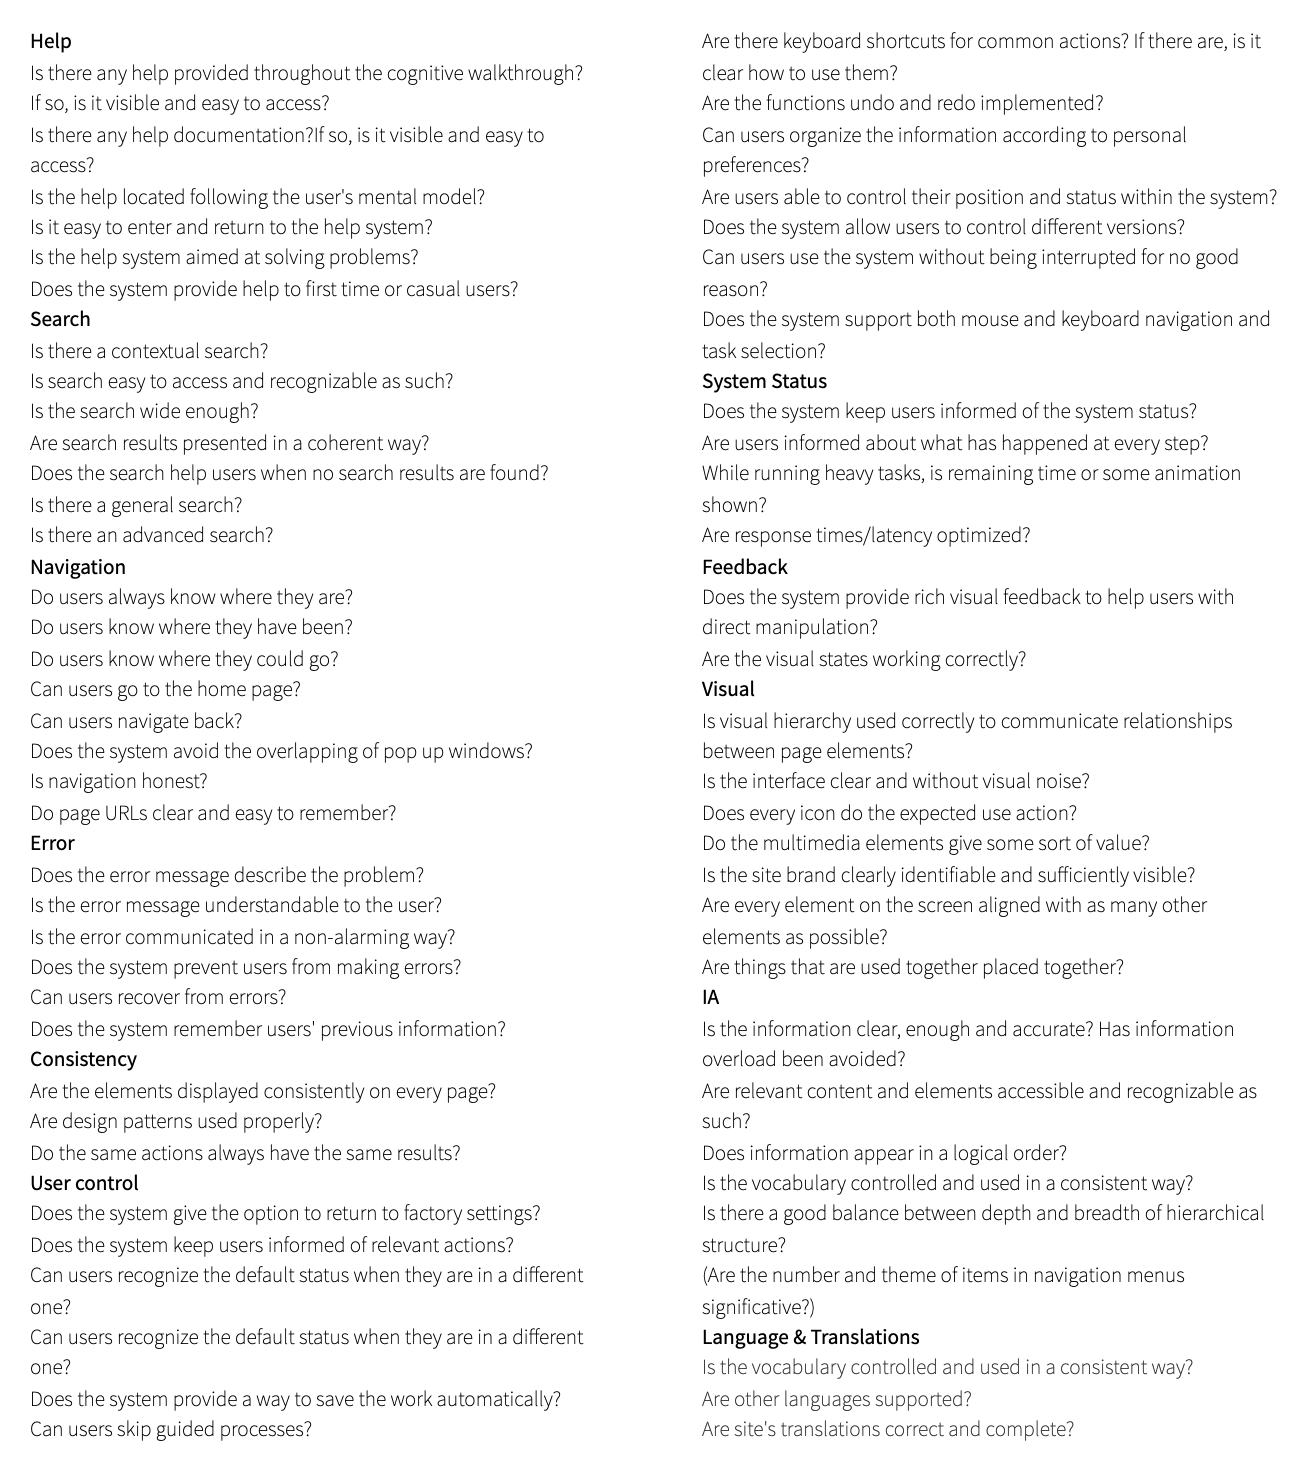 Help
Is there any help provided throughout the cognitive walkthrough?
If so, is it visible and easy to access?
Is there any help documentation?If so, is it visible and easy to
access?
Is the help located following the user's mental model?
Is it easy to enter and return to the help system?
Is the help system aimed at solving problems?
Does the system provide help to first time or casual users?
Search
Is there a contextual search?
Is search easy to access and recognizable as such?
Is the search wide enough?
Are search results presented in a coherent way?
Does the search help users when no search results are found?
Is there a general search?
Is there an advanced search?
Navigation
Do users always know where they are?
Do users know where they have been?
Do users know where they could go?
Can users go to the home page?
Can users navigate back?
Does the system avoid the overlapping of pop up windows?
Is navigation honest?
Do page URLs clear and easy to remember?
Error
Does the error message describe the problem?
Is the error message understandable to the user?
Is the error communicated in a non-alarming way?
Does the system prevent users from making errors?
Can users recover from errors?
Does the system remember users' previous information?
Consistency
Are the elements displayed consistently on every page?
Are design patterns used properly?
Do the same actions always have the same results?
User control
Does the system give the option to return to factory settings?
Does the system keep users informed of relevant actions?
Can users recognize the default status when they are in a different
one?
Can users recognize the default status when they are in a different
one?
Does the system provide a way to save the work automatically?
Can users skip guided processes?
Are there keyboard shortcuts for common actions? If there are, is it
clear how to use them?
Are the functions undo and redo implemented?
Can users organize the information according to personal
preferences?
Are users able to control their position and status within the system?
Does the system allow users to control different versions?
Can users use the system without being interrupted for no good
reason?
Does the system support both mouse and keyboard navigation and
task selection?
System Status
Does the system keep users informed of the system status?
Are users informed about what has happened at every step?
While running heavy tasks, is remaining time or some animation
shown?
Are response times/latency optimized?
Feedback
Does the system provide rich visual feedback to help users with
direct manipulation?
Are the visual states working correctly?
Visual
Is visual hierarchy used correctly to communicate relationships
between page elements?
Is the interface clear and without visual noise?
Does every icon do the expected use action?
Do the multimedia elements give some sort of value?
Is the site brand clearly identifiable and sufficiently visible?
Are every element on the screen aligned with as many other
elements as possible?
Are things that are used together placed together?
IA
Is the information clear, enough and accurate? Has information
overload been avoided?
Are relevant content and elements accessible and recognizable as
such?
Does information appear in a logical order?
Is the vocabulary controlled and used in a consistent way?
Is there a good balance between depth and breadth of hierarchical
structure?
(Are the number and theme of items in navigation menus
significative?)
Language & Translations
Is the vocabulary controlled and used in a consistent way?
Are other languages supported?
Are site's translations correct and complete?